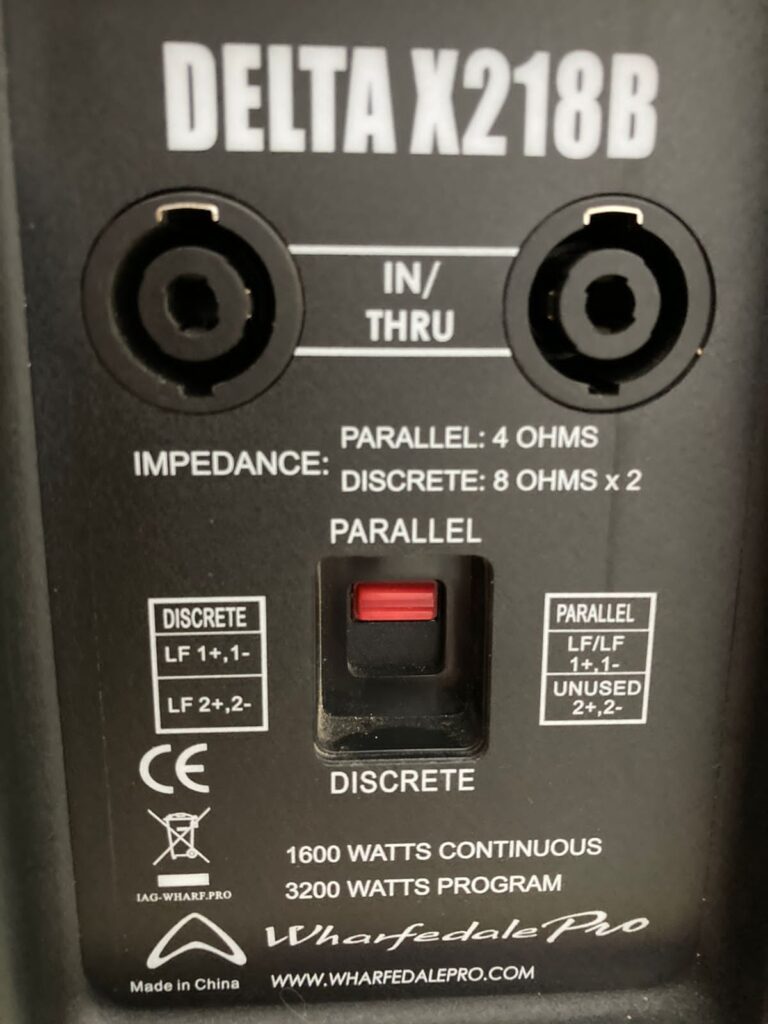 DELTA X218B
IN/
THRU
IMPEDANCE:
PARALLEL: 4 OHMS
DISCRETE: 8 OHMS x 2
PARALLEL
DISCRETE
LF 1+,1-
LF 2+,2-
PARALLEL
LF/LF
1+,1-
UNUSED
2+,2-
DISCRETE
CE
1600 WATTS CONTINUOUS
3200 WATTS PROGRAM
IAG-WHARF.PRO
Wharfedale Pro
Made in China
WWW.WHARFEDALEPRO.COM